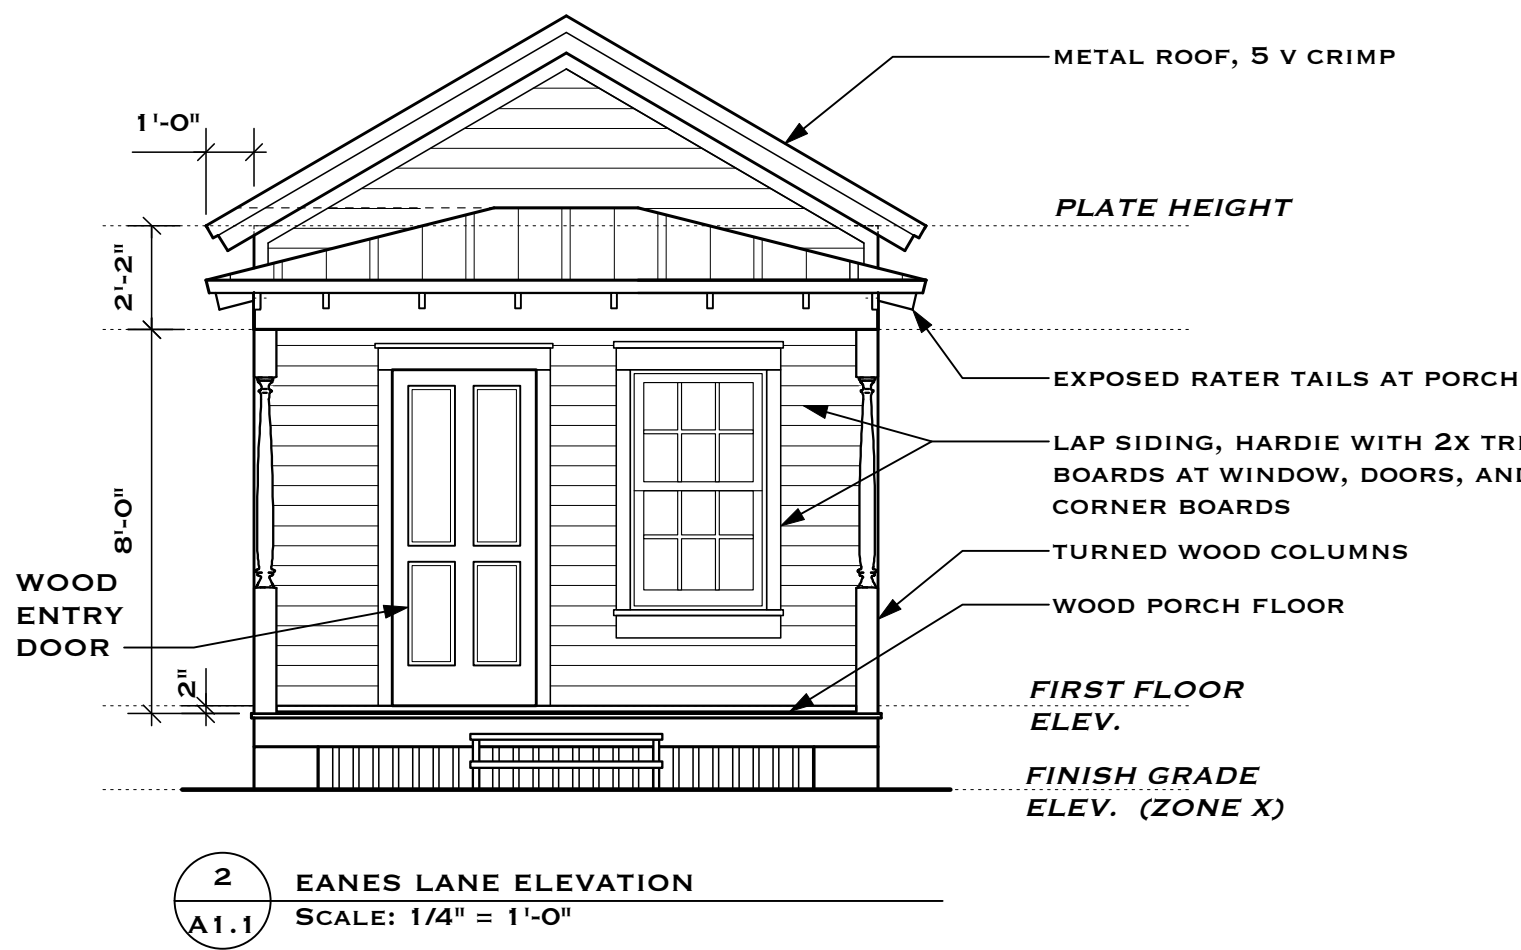 METAL ROOF, 5 V CRIMP
1'-0"
PLATE HEIGHT
2'-2"
EXPOSED RATER TAILS AT PORCH
LAP SIDING, HARDIE WITH 2X
BOARDS AT WINDOW, DOORS,
CORNER BOARDS
8'-0"
TURNED WOOD COLUMNS
WOOD
ENTRY
DOOR
WOOD PORCH FLOOR
2"
FIRST FLOOR
ELEV.
FINISH GRADE
ELEV. (ZONE X)
2
EANES LANE ELEVATION
A1.1
SCALE: 1/4" = 1'-0"